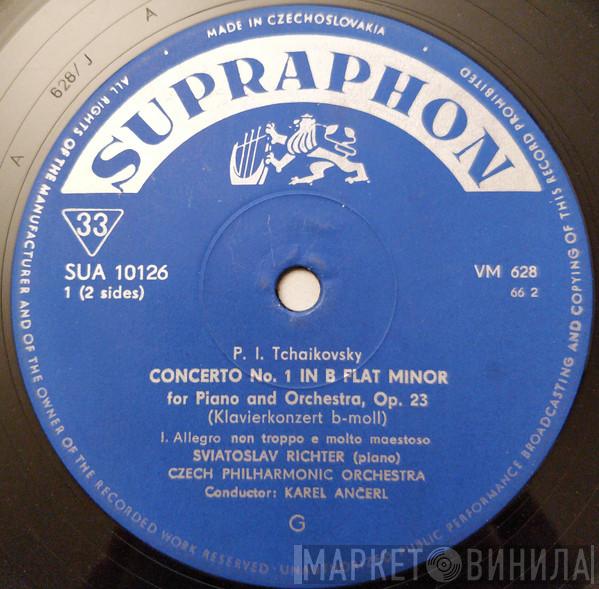 MADE IN CZECHOSLOVAKIA
ALL RIGHTS OF THE MANUFACTURER AND OF THE OWNER OF THE RECORDED WORK RESERVED · PUBLIC PERFORMANCE BROADCASTING AND COPYING OF THIS RECORD PROHIBITED
SUPRAPHON
628/J
A
A
33
SUA 10126
1 (2 sides)
VM 628
66 2
P. I. Tchaikovsky
CONCERTO No. 1 IN B FLAT MINOR
for Piano and Orchestra, Op. 23
(Klavierkonzert b-moll)
I. Allegro non troppo e molto maestoso
SVIATOSLAV RICHTER (piano)
CZECH PHILHARMONIC ORCHESTRA
Conductor: KAREL ANČERL
G
МАРКЕТ ВИНИЛА